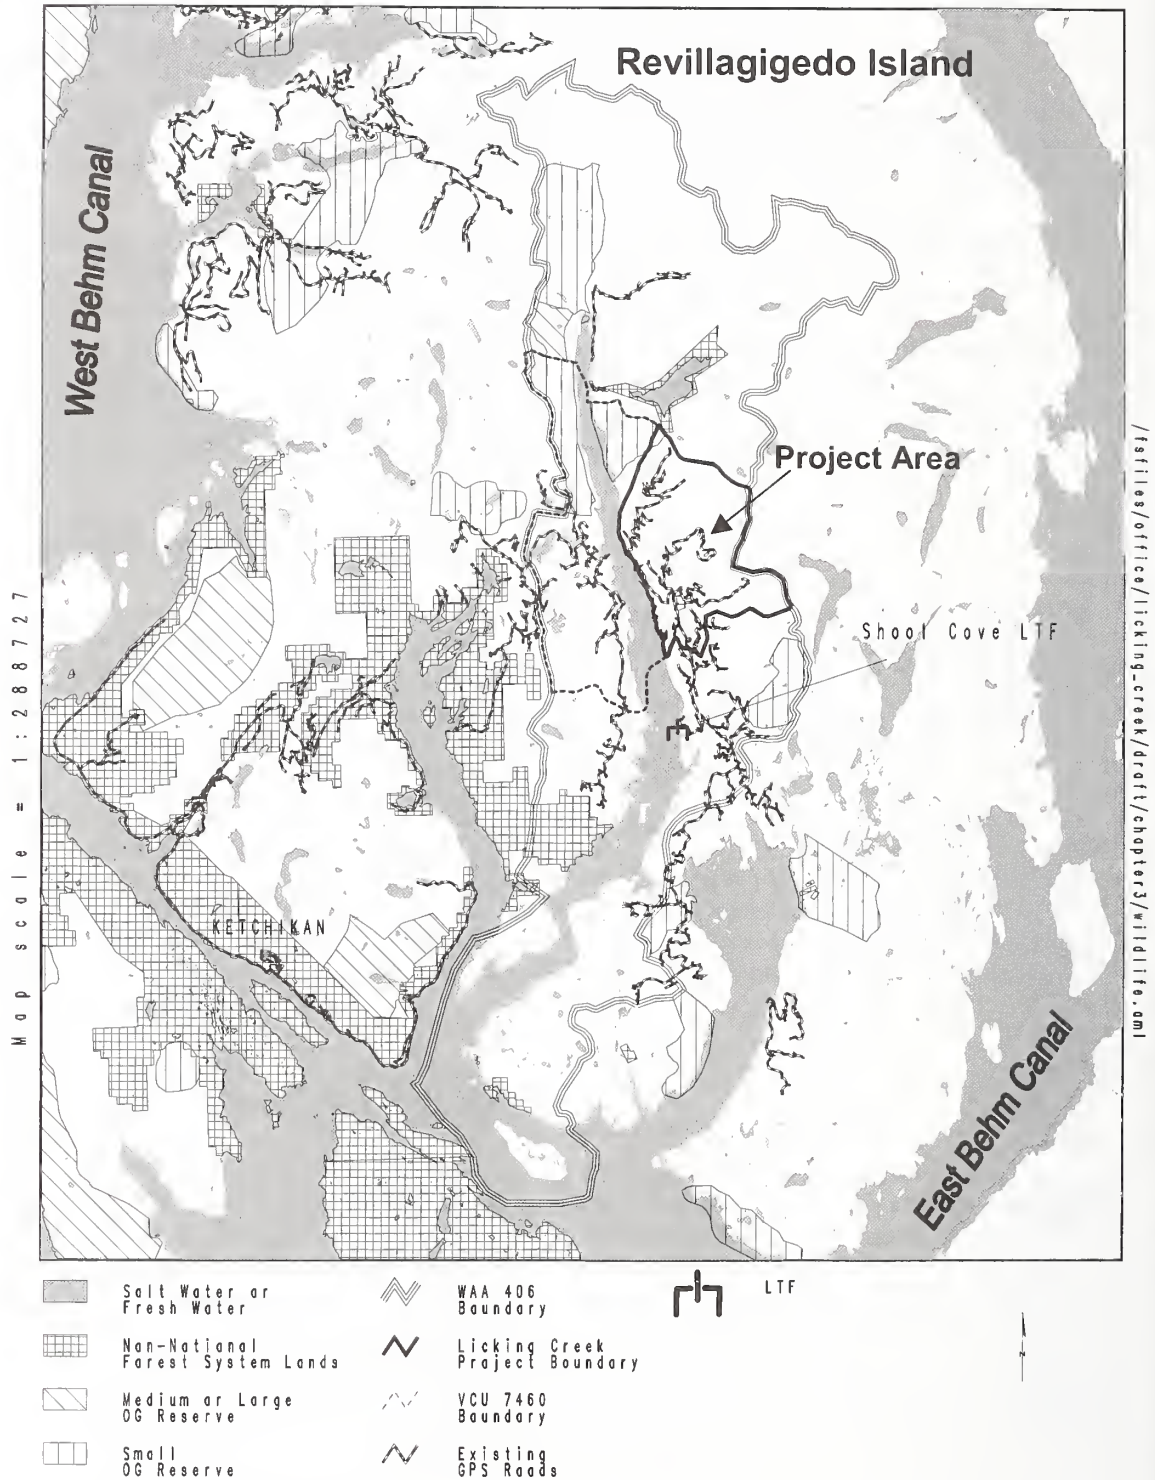 Revillagigedo Island
West Behm Canal
Project Area
Shoal Cove LTF
KETCHIKAN
East Behm Canal
Map scale = 1:288727
/fsfiles/office/licking_creek/draft/chapter3/wildlife.aml
Salt Water or
Fresh Water
Non-National
Forest System Lands
Medium or Large
OG Reserve
Small
OG Reserve
WAA 406
Boundary
Licking Creek
Project Boundary
VCU 7460
Boundary
Existing
GPS Roads
LTF
N